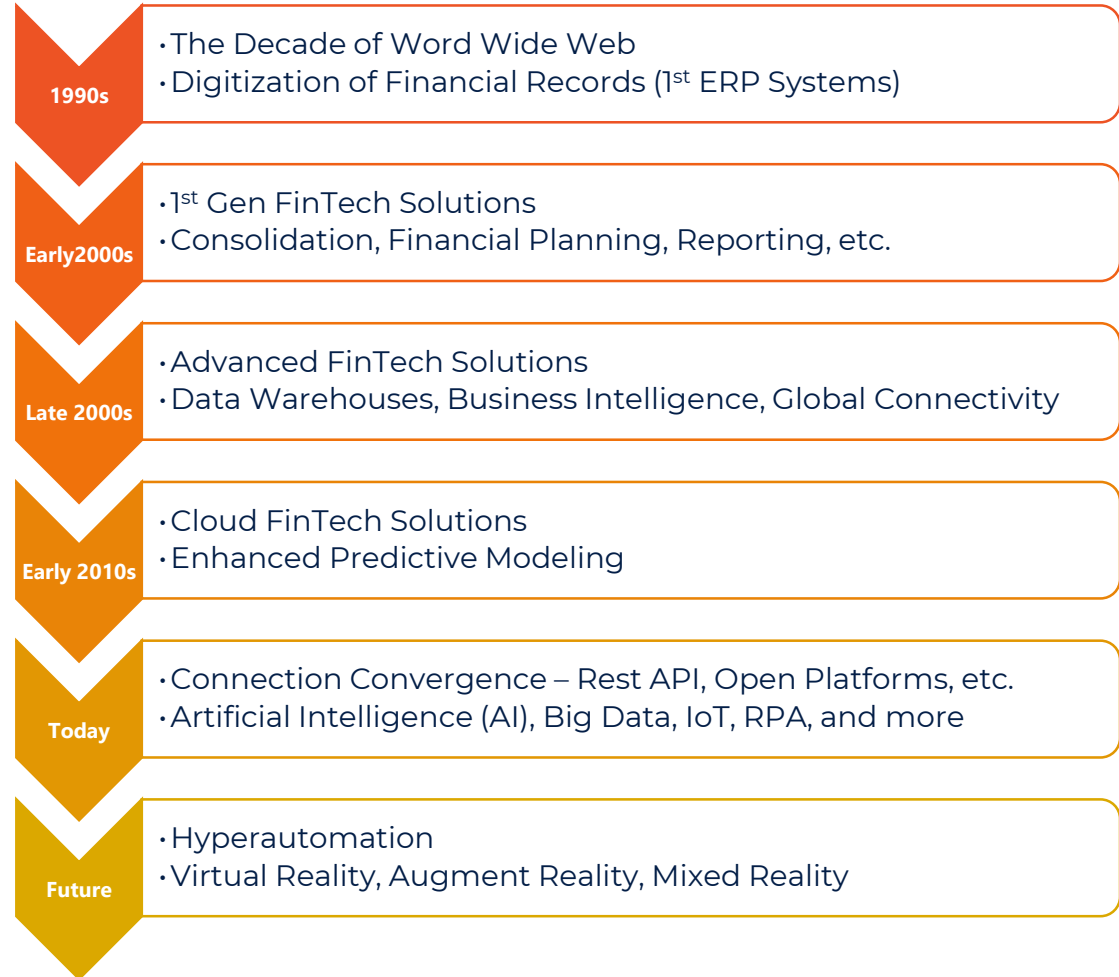 1990s
•The Decade of Word Wide Web
•Digitization of Financial Records (1st ERP Systems)
Early2000s
•1st Gen FinTech Solutions
•Consolidation, Financial Planning, Reporting, etc.
Late 2000s
•Advanced FinTech Solutions
•Data Warehouses, Business Intelligence, Global Connectivity
Early 2010s
•Cloud FinTech Solutions
•Enhanced Predictive Modeling
Today
•Connection Convergence – Rest API, Open Platforms, etc.
•Artificial Intelligence (AI), Big Data, IoT, RPA, and more
Future
•Hyperautomation
•Virtual Reality, Augment Reality, Mixed Reality